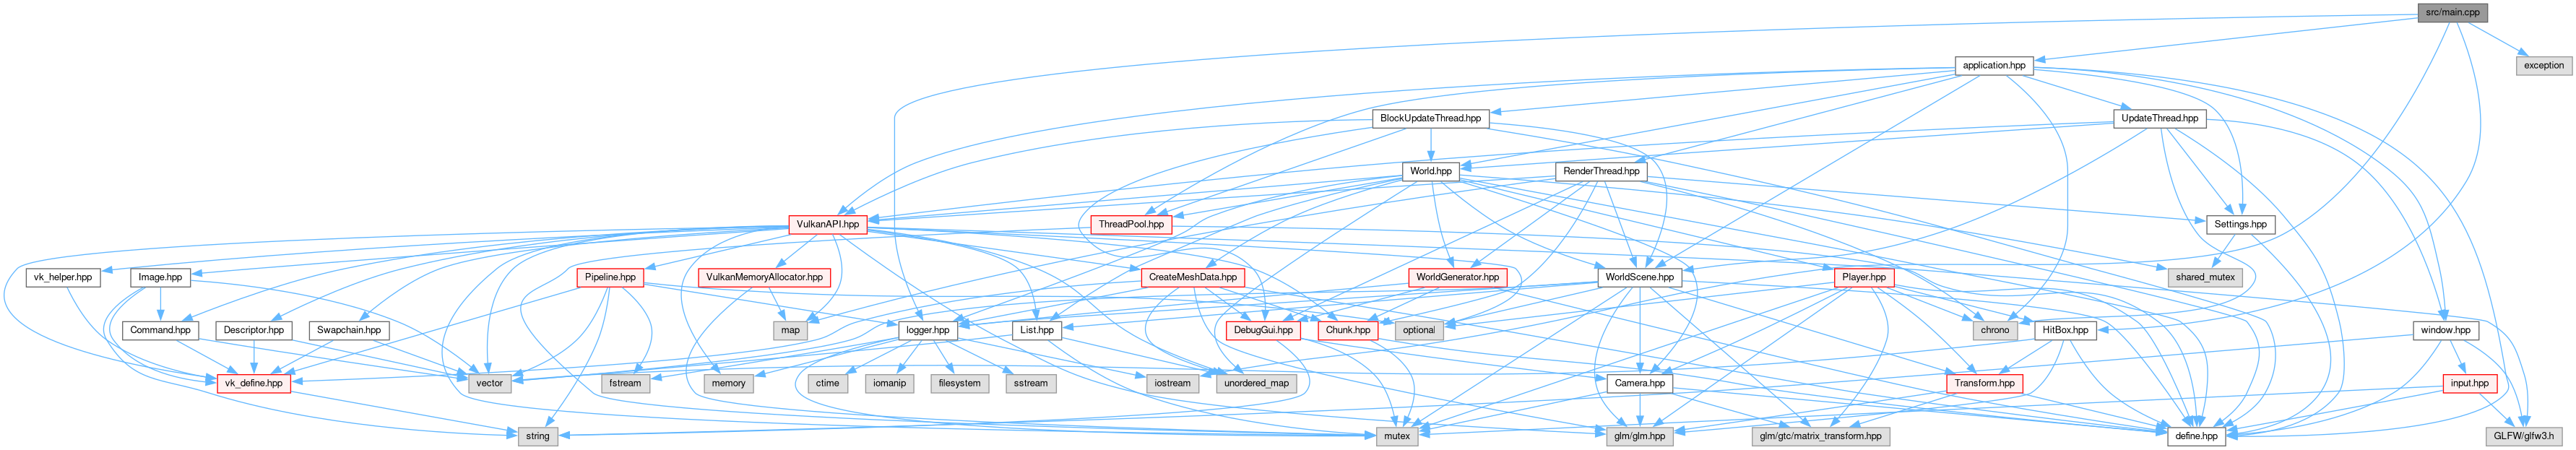 src/main.cpp
application.hpp
exception
BlockUpdateThread.hpp
UpdateThread.hpp
World.hpp
RenderThread.hpp
VulkanAPI.hpp
ThreadPool.hpp
Settings.hpp
vk_helper.hpp
Image.hpp
Pipeline.hpp
VulkanMemoryAllocator.hpp
CreateMeshData.hpp
WorldGenerator.hpp
WorldScene.hpp
Player.hpp
shared_mutex
Command.hpp
Descriptor.hpp
Swapchain.hpp
map
logger.hpp
List.hpp
DebugGui.hpp
Chunk.hpp
optional
chrono
HitBox.hpp
window.hpp
vk_define.hpp
vector
fstream
memory
ctime
iomanip
filesystem
sstream
iostream
unordered_map
Camera.hpp
Transform.hpp
input.hpp
string
mutex
glm/glm.hpp
glm/gtc/matrix_transform.hpp
define.hpp
GLFW/glfw3.h